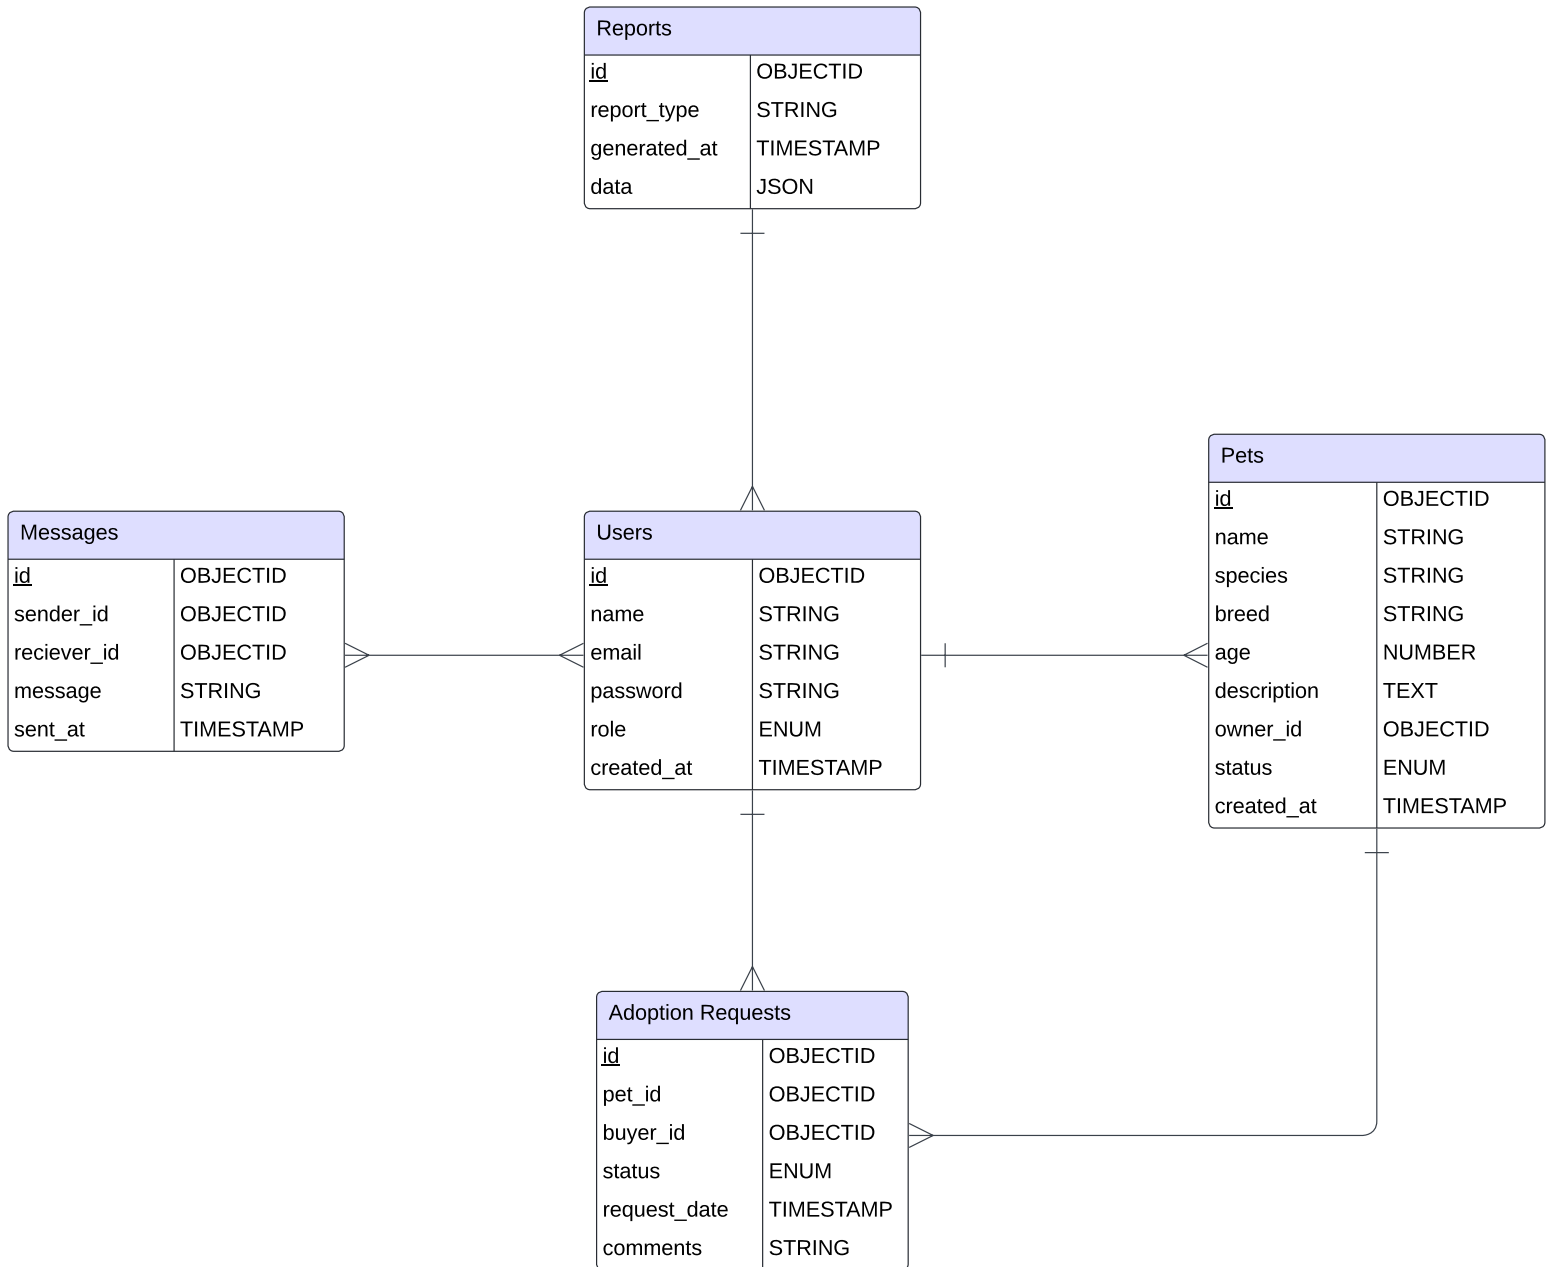 Reports
id OBJECTID
report_type STRING
generated_at TIMESTAMP
data JSON
Messages
id OBJECTID
sender_id OBJECTID
reciever_id OBJECTID
message STRING
sent_at TIMESTAMP
Users
id OBJECTID
name STRING
email STRING
password STRING
role ENUM
created_at TIMESTAMP
Pets
id OBJECTID
name STRING
species STRING
breed STRING
age NUMBER
description TEXT
owner_id OBJECTID
status ENUM
created_at TIMESTAMP
Adoption Requests
id OBJECTID
pet_id OBJECTID
buyer_id OBJECTID
status ENUM
request_date TIMESTAMP
comments STRING